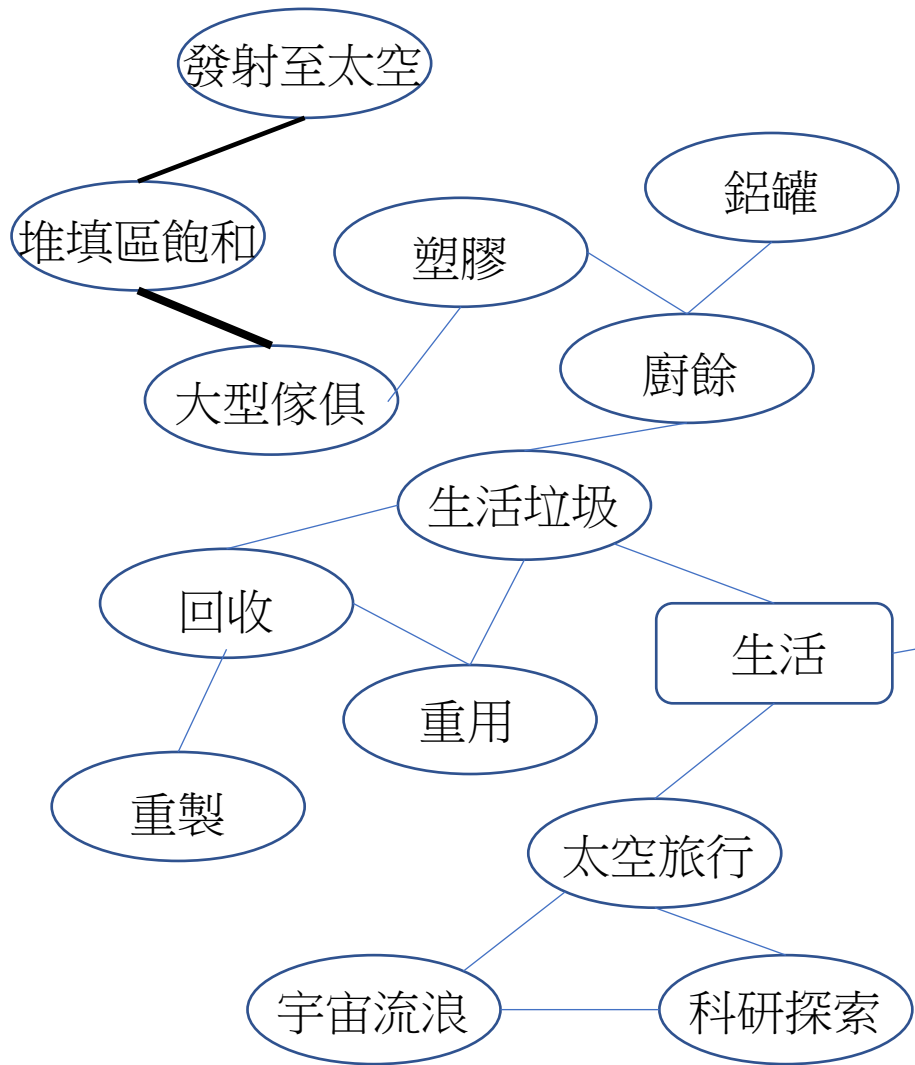 發射至太空
鋁罐
堆填區飽和
塑膠
廚餘
大型傢俱
生活垃圾
回收
生活
重用
重製
太空旅行
宇宙流浪
科研探索